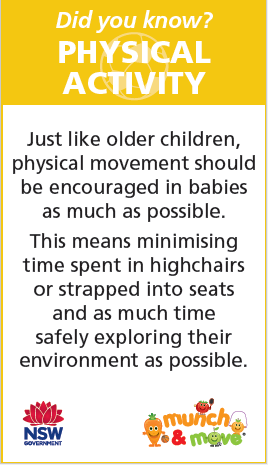 Did you know?
PHYSICAL
ACTIVITY
Just like older children,
physical movement should
be encouraged in babies
as much as possible.
This means minimising
time spent in highchairs
or strapped into seats
and as much time
safely exploring their
environment as possible.
NSW
GOVERNMENT
munch
& move